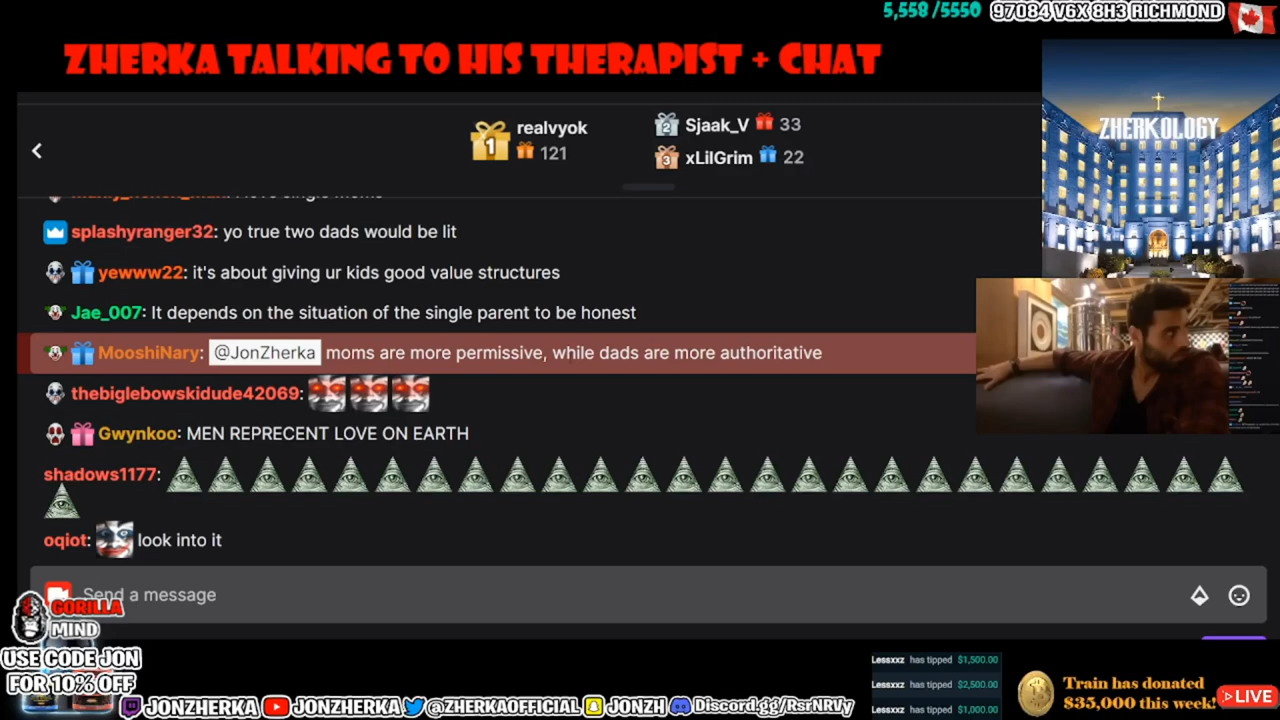 5,558 /5550
97084 V6X 8H3 RICHMOND
ZHERKA TALKING TO HIS THERAPIST + CHAT
ZHERKOLOGY
1
realvyok
121
2
Sjaak_V
33
3
xLilGrim
22
splashyranger32: yo true two dads would be lit
yewww22: it's about giving ur kids good value structures
Jae_007: It depends on the situation of the single parent to be honest
MooshiNary: @JonZherka moms are more permissive, while dads are more authoritative
thebiglebowskidude42069:
Gwynkoo: MEN REPRECENT LOVE ON EARTH
shadows1177:
oqiot: look into it
Send a message
GORILLA
MIND
USE CODE JON
FOR 10% OFF
JONZHERKA
JONZHERKA
@ZHERKAOFFICIAL
JONZH
Discord.gg/RsrNRVy
Lessxxz has tipped $1,500.00
Lessxxz has tipped $2,500.00
Lessxxz has tipped $1,000.00
Train has donated
$35,000 this week!
LIVE